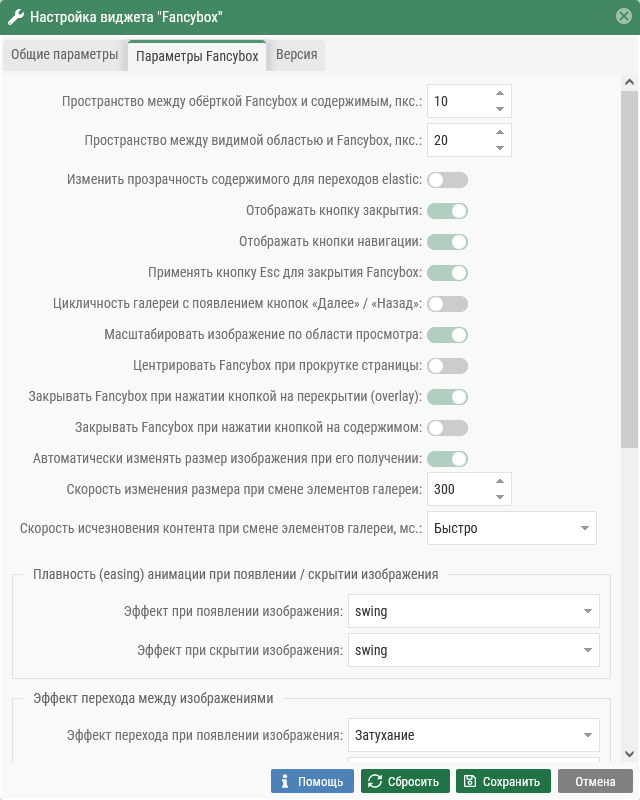 Настройка виджета "Fancybox"
Общие параметры Параметры Fancybox Версия
Пространство между обёрткой Fancybox и содержимым, пкс.: 10
Пространство между видимой областью и Fancybox, пкс.: 20
Изменить прозрачность содержимого для переходов elastic:
Отображать кнопку закрытия:
Отображать кнопки навигации:
Применять кнопку Esc для закрытия Fancybox:
Цикличность галереи с появлением кнопок «Далее» / «Назад»:
Масштабировать изображение по области просмотра:
Центрировать Fancybox при прокрутке страницы:
Закрывать Fancybox при нажатии кнопкой на перекрытии (overlay):
Закрывать Fancybox при нажатии кнопкой на содержимом:
Автоматически изменять размер изображения при его получении:
Скорость изменения размера при смене элементов галереи: 300
Скорость исчезновения контента при смене элементов галереи, мс.: Быстро
Плавность (easing) анимации при появлении / скрытии изображения
Эффект при появлении изображения: swing
Эффект при скрытии изображения: swing
Эффект перехода между изображениями
Эффект перехода при появлении изображения: Затухание
Помощь Сбросить Сохранить Отмена